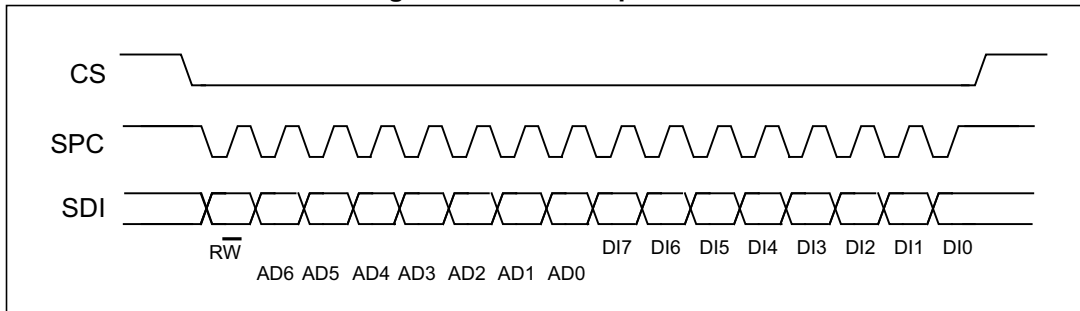 CS
SPC
SDI
RW
DI7 DI6 DI5 DI4 DI3 DI2 DI1 DI0
AD6 AD5 AD4 AD3 AD2 AD1 AD0